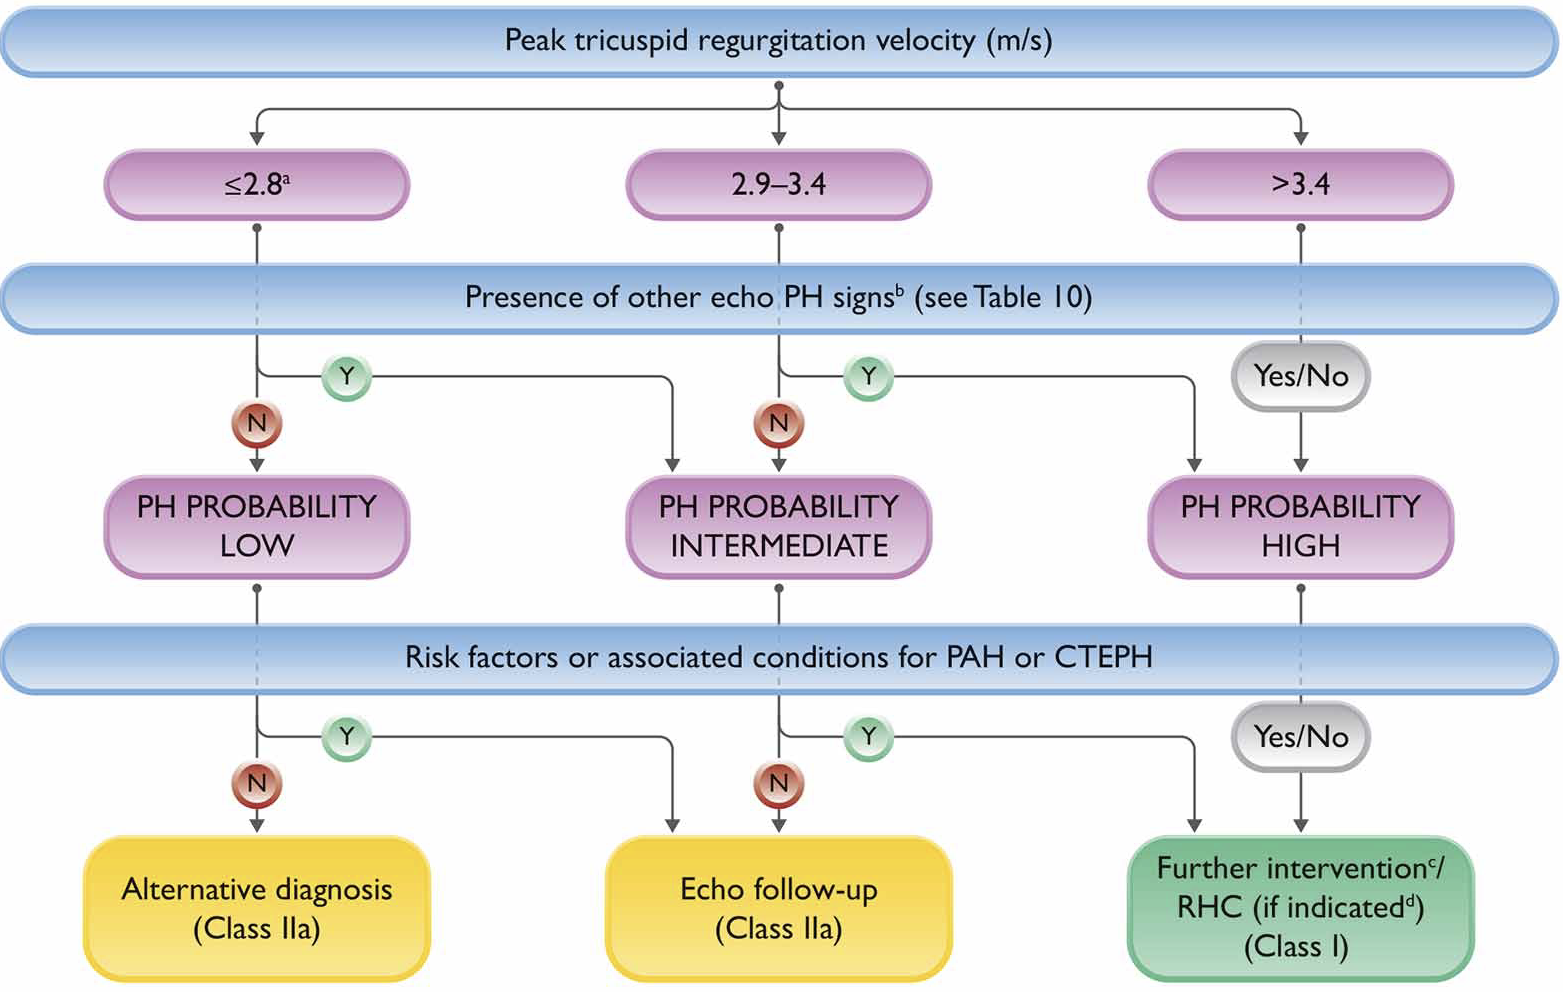 Peak tricuspid regurgitation velocity (m/s)
≤2.8ᵃ
2.9–3.4
>3.4
Presence of other echo PH signsᵇ (see Table 10)
Y
Y
Yes/No
N
N
PH PROBABILITY
LOW
PH PROBABILITY
INTERMEDIATE
PH PROBABILITY
HIGH
Risk factors or associated conditions for PAH or CTEPH
Y
Y
Yes/No
N
N
Alternative diagnosis
(Class IIa)
Echo follow-up
(Class IIa)
Further interventionᶜ/
RHC (if indicatedᵈ)
(Class I)